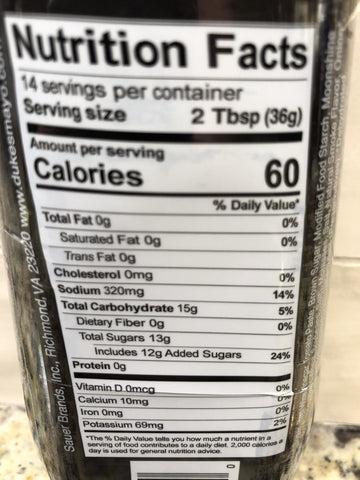 Nutrition Facts
14 servings per container
Serving size 2 Tbsp (36g)
Amount per serving
Calories 60
% Daily Value*
Total Fat 0g 0%
Saturated Fat 0g 0%
Trans Fat 0g
Cholesterol 0mg 0%
Sodium 320mg 14%
Total Carbohydrate 15g 5%
Dietary Fiber 0g 0%
Total Sugars 13g
Includes 12g Added Sugars 24%
Protein 0g
Vitamin D 0mcg 0%
Calcium 10mg 0%
Iron 0mg 0%
Potassium 69mg 2%
*The % Daily Value tells you how much a nutrient in a
serving of food contributes to a daily diet. 2,000 calories a
day is used for general nutrition advice.
Sauer Brands, Inc., Richmond, VA 23220 www.dukesmayo.co
Modified Food Starch, Moonshine